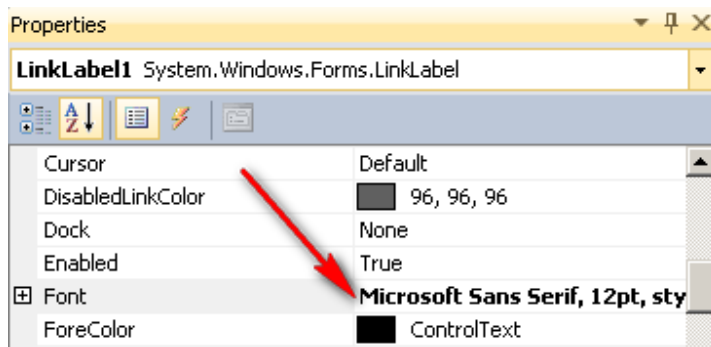 Properties
LinkLabel1 System.Windows.Forms.LinkLabel
A Z
Cursor Default
DisabledLinkColor 96, 96, 96
Dock None
Enabled True
Font Microsoft Sans Serif, 12pt, sty
ForeColor ControlText